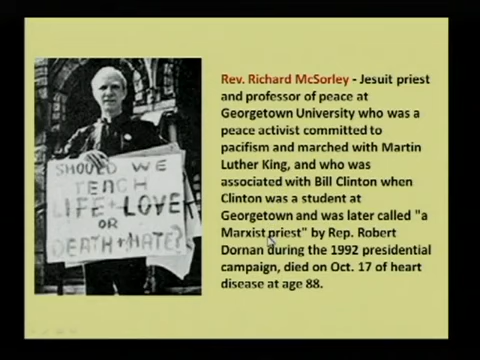 SHOULD WE
TEACH
LIFE + LOVE
OR
DEATH + HATE?
Rev. Richard McSorley - Jesuit priest
and professor of peace at
Georgetown University who was a
peace activist committed to
pacifism and marched with Martin
Luther King, and who was
associated with Bill Clinton when
Clinton was a student at
Georgetown and was later called "a
Marxist priest" by Rep. Robert
Dornan during the 1992 presidential
campaign, died on Oct. 17 of heart
disease at age 88.